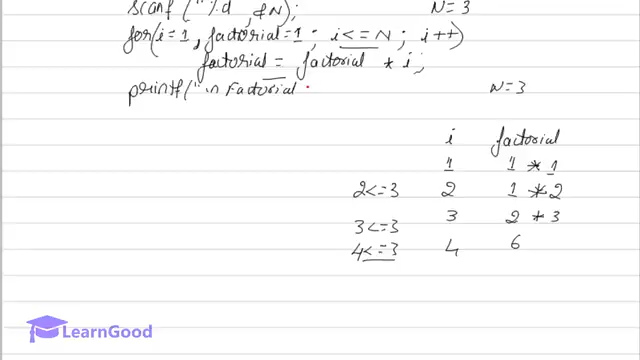 scanf("%d", &N); N=3
for(i=1, factorial=1; i<=N; i++)
factorial = factorial * i;
printf("\n Factorial N=3
i factorial
1 1 * 1
2<=3 2 1 * 2
3<=3 3 2 * 3
4<=3 4 6
LearnGood